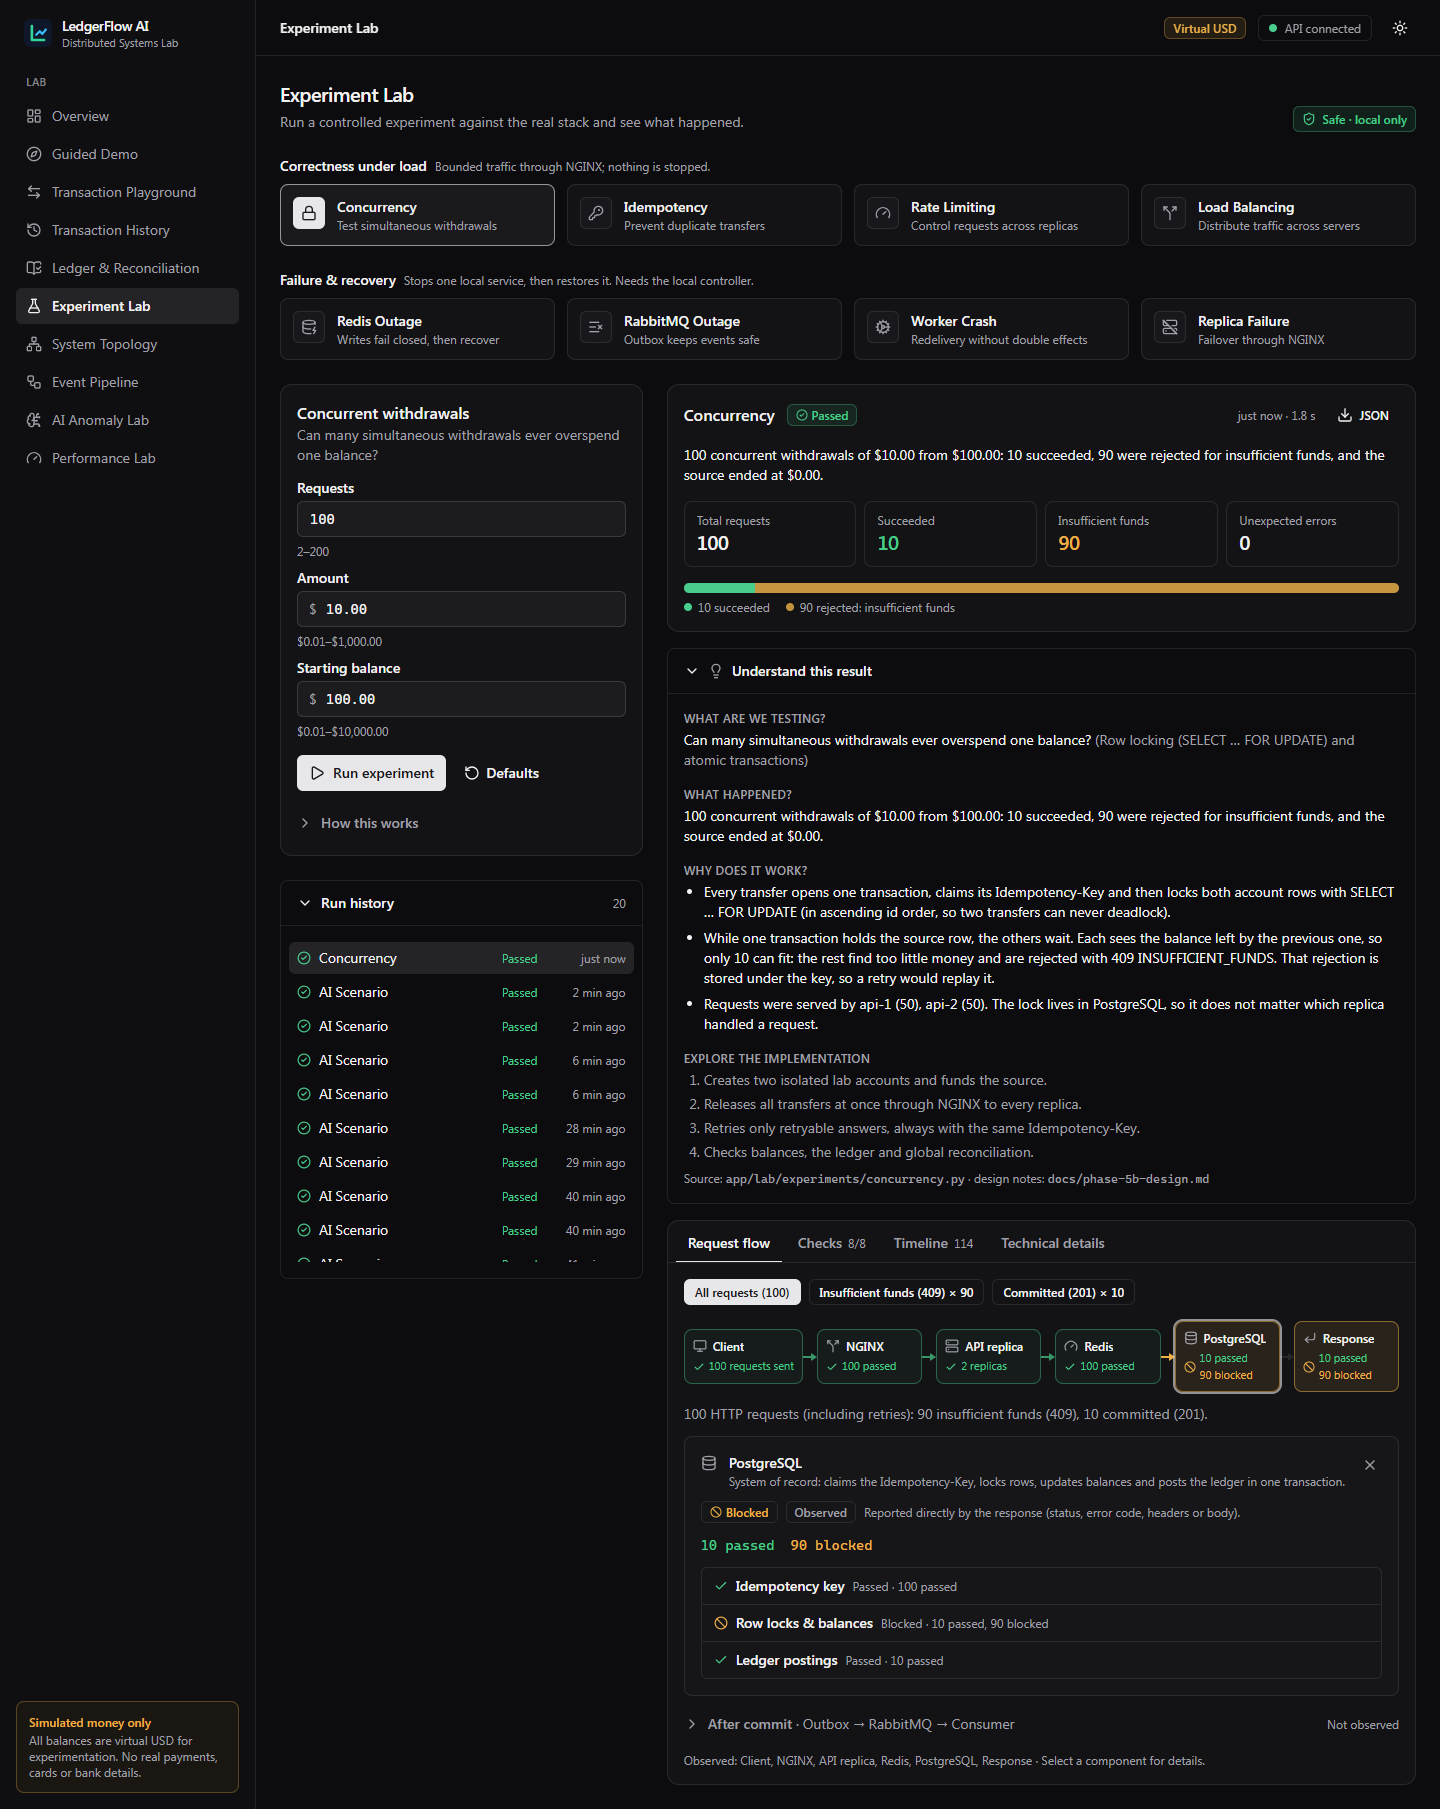 LedgerFlow AI
Distributed Systems Lab
LAB
Overview
Guided Demo
Transaction Playground
Transaction History
Ledger & Reconciliation
Experiment Lab
System Topology
Event Pipeline
AI Anomaly Lab
Performance Lab
Simulated money only
All balances are virtual USD for
experimentation. No real payments,
cards or bank details.
Experiment Lab
Virtual USD
API connected
Experiment Lab
Run a controlled experiment against the real stack and see what happened.
Safe · local only
Correctness under load Bounded traffic through NGINX; nothing is stopped.
Concurrency
Test simultaneous withdrawals
Idempotency
Prevent duplicate transfers
Rate Limiting
Control requests across replicas
Load Balancing
Distribute traffic across servers
Failure & recovery Stops one local service, then restores it. Needs the local controller.
Redis Outage
Writes fail closed, then recover
RabbitMQ Outage
Outbox keeps events safe
Worker Crash
Redelivery without double effects
Replica Failure
Failover through NGINX
Concurrent withdrawals
Can many simultaneous withdrawals ever overspend
one balance?
Requests
100
2–200
Amount
$ 10.00
$0.01–$1,000.00
Starting balance
$ 100.00
$0.01–$10,000.00
Run experiment
Defaults
How this works
Run history 20
Concurrency Passed just now
AI Scenario Passed 2 min ago
AI Scenario Passed 2 min ago
AI Scenario Passed 6 min ago
AI Scenario Passed 6 min ago
AI Scenario Passed 28 min ago
AI Scenario Passed 29 min ago
AI Scenario Passed 40 min ago
AI Scenario Passed 40 min ago
Concurrency Passed just now · 1.8 s JSON
100 concurrent withdrawals of $10.00 from $100.00: 10 succeeded, 90 were rejected for insufficient funds, and the
source ended at $0.00.
Total requests
100
Succeeded
10
Insufficient funds
90
Unexpected errors
0
10 succeeded 90 rejected: insufficient funds
Understand this result
WHAT ARE WE TESTING?
Can many simultaneous withdrawals ever overspend one balance? (Row locking (SELECT … FOR UPDATE) and
atomic transactions)
WHAT HAPPENED?
100 concurrent withdrawals of $10.00 from $100.00: 10 succeeded, 90 were rejected for insufficient funds, and the
source ended at $0.00.
WHY DOES IT WORK?
• Every transfer opens one transaction, claims its Idempotency-Key and then locks both account rows with SELECT
… FOR UPDATE (in ascending id order, so two transfers can never deadlock).
• While one transaction holds the source row, the others wait. Each sees the balance left by the previous one, so
only 10 can fit: the rest find too little money and are rejected with 409 INSUFFICIENT_FUNDS. That rejection is
stored under the key, so a retry would replay it.
• Requests were served by api-1 (50), api-2 (50). The lock lives in PostgreSQL, so it does not matter which replica
handled a request.
EXPLORE THE IMPLEMENTATION
1. Creates two isolated lab accounts and funds the source.
2. Releases all transfers at once through NGINX to every replica.
3. Retries only retryable answers, always with the same Idempotency-Key.
4. Checks balances, the ledger and global reconciliation.
Source: app/lab/experiments/concurrency.py · design notes: docs/phase-5b-design.md
Request flow Checks 8/8 Timeline 114 Technical details
All requests (100) Insufficient funds (409) × 90 Committed (201) × 10
Client
100 requests sent
NGINX
100 passed
API replica
2 replicas
Redis
100 passed
PostgreSQL
10 passed
90 blocked
Response
10 passed
90 blocked
100 HTTP requests (including retries): 90 insufficient funds (409), 10 committed (201).
PostgreSQL
System of record: claims the Idempotency-Key, locks rows, updates balances and posts the ledger in one transaction.
Blocked Observed Reported directly by the response (status, error code, headers or body).
10 passed 90 blocked
Idempotency key Passed · 100 passed
Row locks & balances Blocked · 10 passed, 90 blocked
Ledger postings Passed · 10 passed
After commit · Outbox → RabbitMQ → Consumer Not observed
Observed: Client, NGINX, API replica, Redis, PostgreSQL, Response · Select a component for details.